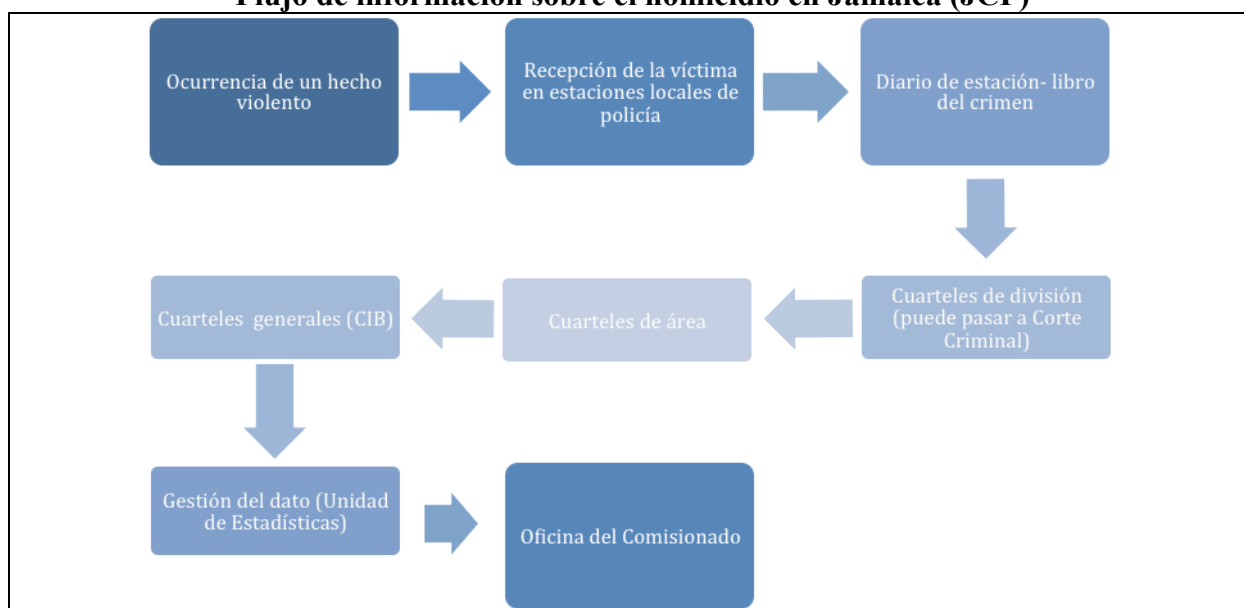 Flujo de información sobre el homicidio en Jamaica (JCF)
Ocurrencia de un hecho
violento
Recepción de la víctima
en estaciones locales de
policía
Diario de estación- libro
del crimen
Cuarteles de división
(puede pasar a Corte
Criminal)
Cuarteles de área
Cuarteles generales (CIB)
Gestión del dato (Unidad
de Estadísticas)
Oficina del Comisionado